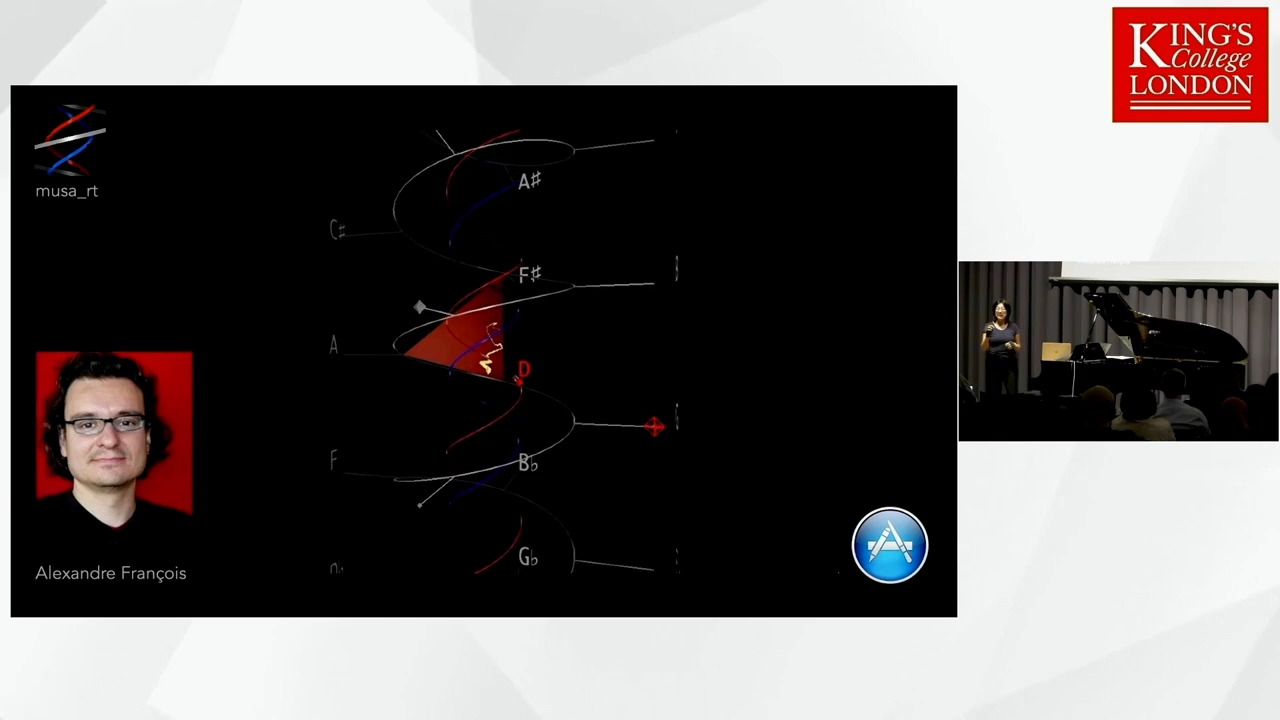 KING'S
College
LONDON
musa_rt
A♯
C♯
F♯
A
D
F
B♭
G♭
Alexandre François